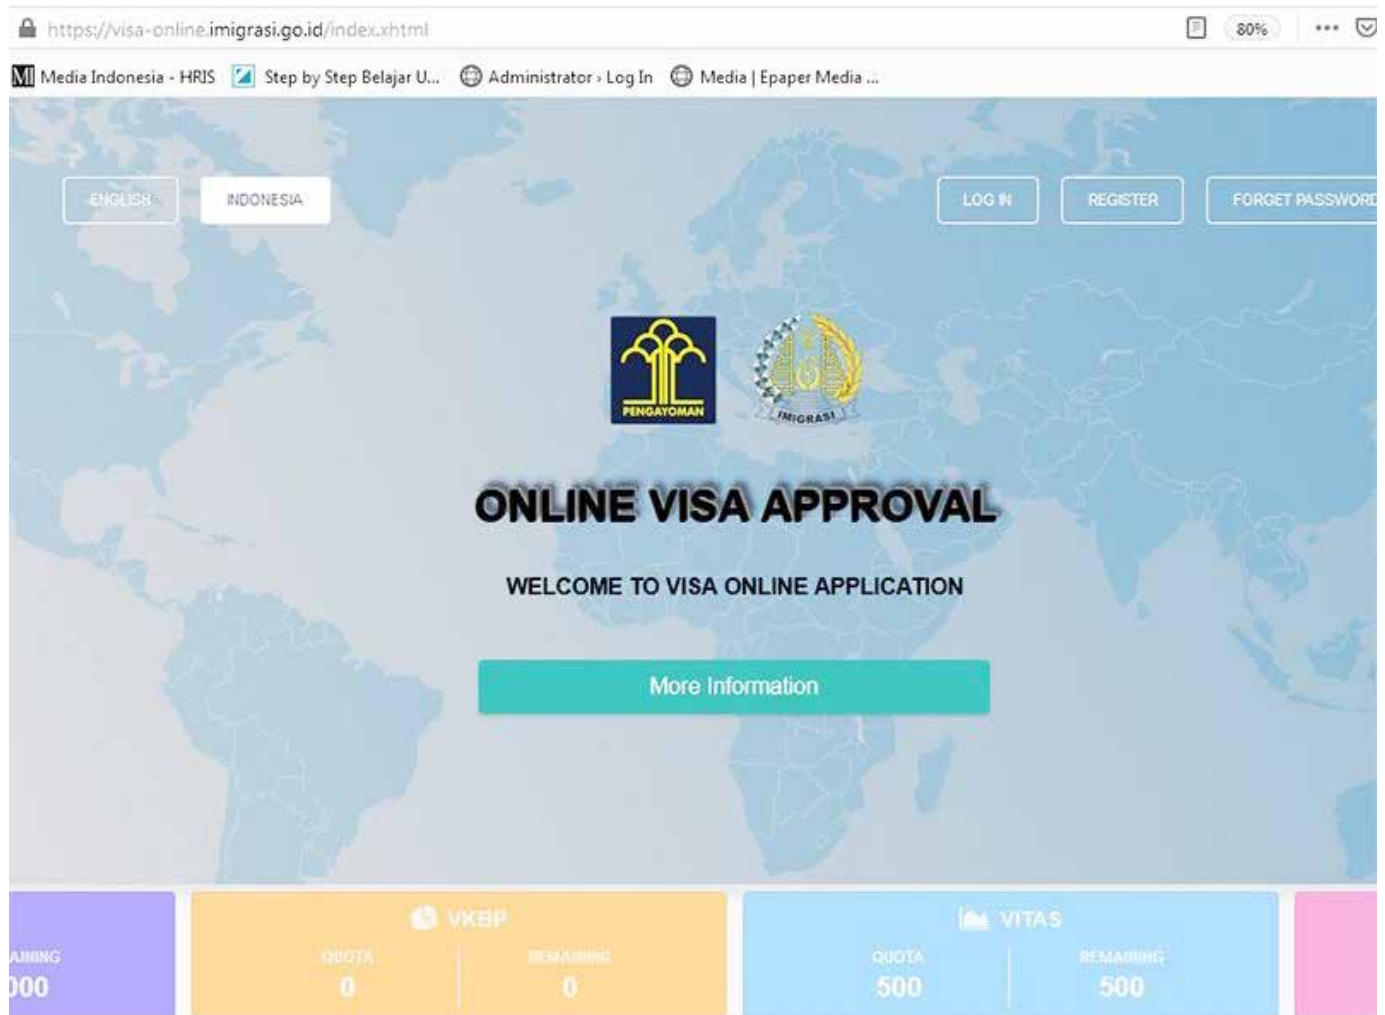 https://visa-online.imigrasi.go.id/index.xhtml
80%
Media Indonesia - HRIS
Step by Step Belajar U...
Administrator › Log In
Media | Epaper Media ...
ENGLISH
INDONESIA
LOG IN
REGISTER
FORGET PASSWORD
PENGAYOMAN
IMIGRASI
ONLINE VISA APPROVAL
WELCOME TO VISA ONLINE APPLICATION
More Information
VKBP
VITAS
AINING
QUOTA
REMAINING
QUOTA
REMAINING
000
0
0
500
500